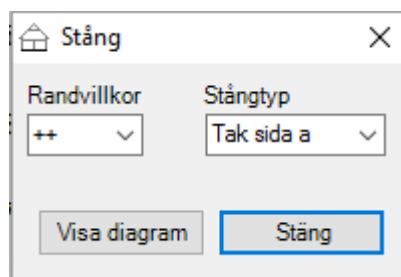 Stång
Randvillkor Stångtyp
++ Tak sida a
Visa diagram Stäng